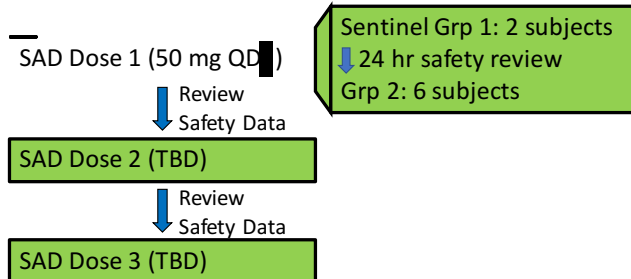 SAD Dose 1 (50 mg QD )
Sentinel Grp 1: 2 subjects
24 hr safety review
Grp 2: 6 subjects
Review
Safety Data
SAD Dose 2 (TBD)
Review
Safety Data
SAD Dose 3 (TBD)